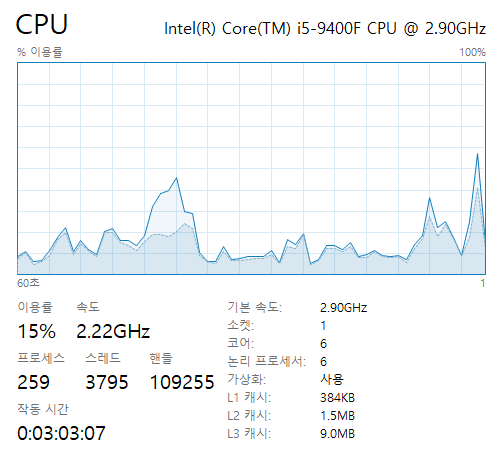 CPU Intel(R) Core(TM) i5-9400F CPU @ 2.90GHz
% 이용률 100%
60초 1
이용률 속도 기본 속도: 2.90GHz
15% 2.22GHz 소켓: 1
코어: 6
프로세스 스레드 핸들 논리 프로세서: 6
259 3795 109255 가상화: 사용
L1 캐시: 384KB
작동 시간 L2 캐시: 1.5MB
0:03:03:07 L3 캐시: 9.0MB